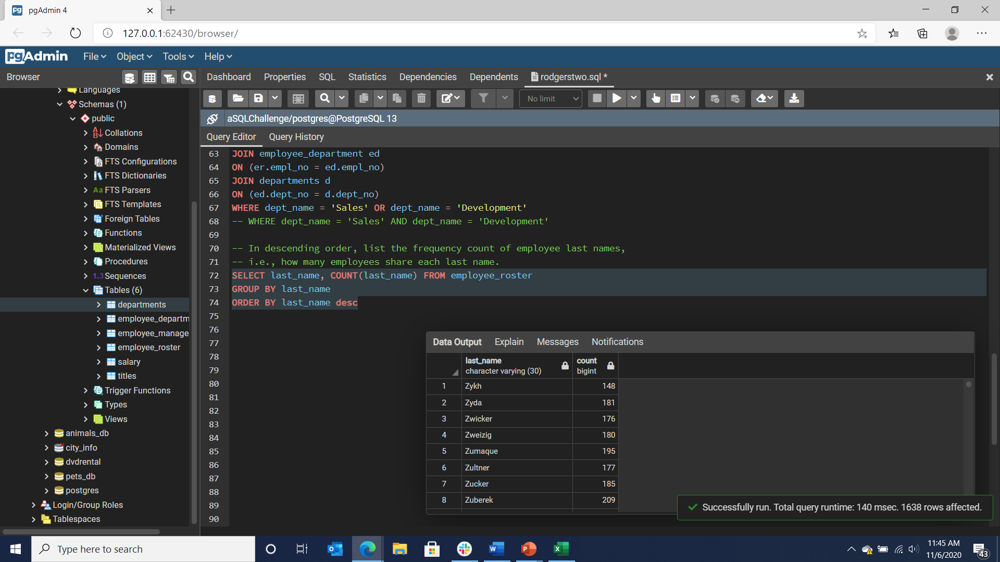 pgAdmin 4
127.0.0.1:62430/browser/
pgAdmin File Object Tools Help
Browser
Dashboard Properties SQL Statistics Dependencies Dependents rodgerstwo.sql *
No limit
aSQLChallenge/postgres@PostgreSQL 13
Query Editor Query History
Languages
Schemas (1)
public
Collations
Domains
FTS Configurations
FTS Dictionaries
Aa FTS Parsers
FTS Templates
Foreign Tables
Functions
Materialized Views
Procedures
1..3 Sequences
Tables (6)
departments
employee_departm
employee_manage
employee_roster
salary
titles
Trigger Functions
Types
Views
animals_db
city_info
dvdrental
pets_db
postgres
Login/Group Roles
Tablespaces
63 JOIN employee_department ed
64 ON (er.empl_no = ed.empl_no)
65 JOIN departments d
66 ON (ed.dept_no = d.dept_no)
67 WHERE dept_name = 'Sales' OR dept_name = 'Development'
68 -- WHERE dept_name = 'Sales' AND dept_name = 'Development'
69
70 -- In descending order, list the frequency count of employee last names,
71 -- i.e., how many employees share each last name.
72 SELECT last_name, COUNT(last_name) FROM employee_roster
73 GROUP BY last_name
74 ORDER BY last_name desc
75
76
77
78
79
80
81
82
83
84
85
86
87
88
89
90
Data Output Explain Messages Notifications
last_name count
character varying (30) bigint
1 Zykh 148
2 Zyda 181
3 Zwicker 176
4 Zweizig 180
5 Zumaque 195
6 Zultner 177
7 Zucker 185
8 Zuberek 209
Successfully run. Total query runtime: 140 msec. 1638 rows affected.
Type here to search
11:45 AM
11/6/2020
43